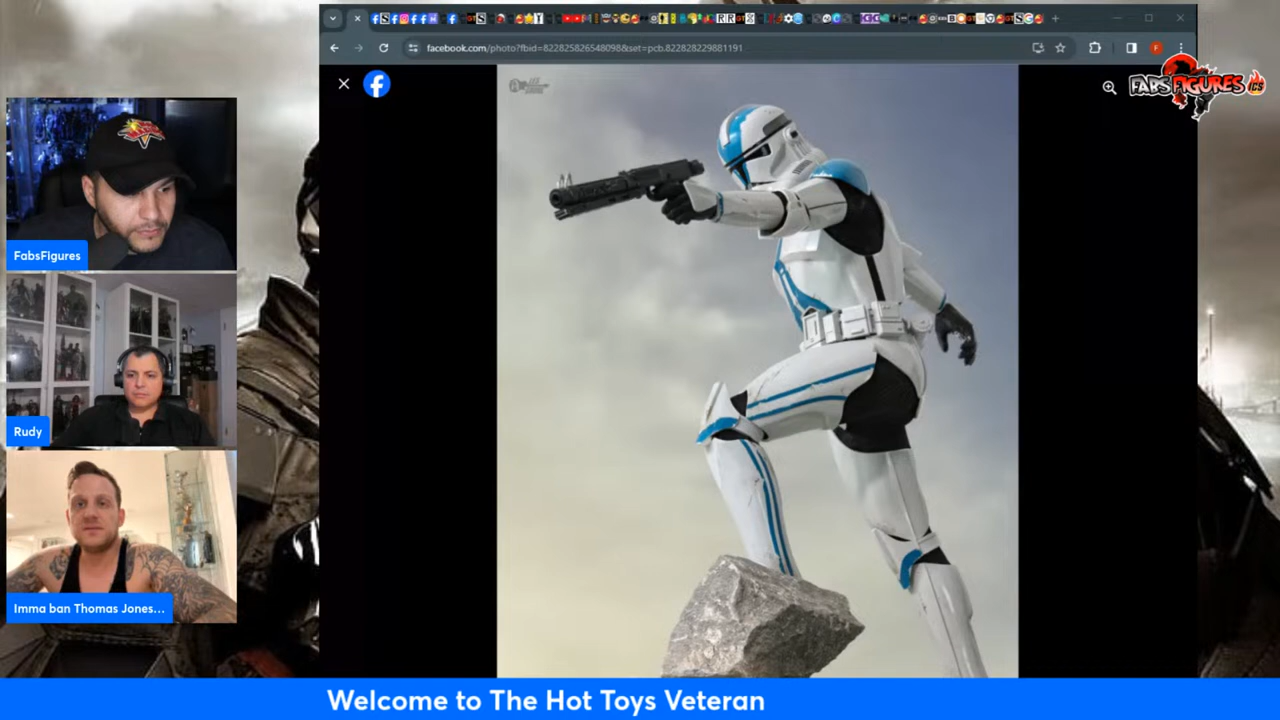 facebook.com/photo?fbid=822825826548098&set=pcb.822828229881191
FABSFIGURES
FabsFIgures
Rudy
Imma ban Thomas Jones...
Welcome to The Hot Toys Veteran